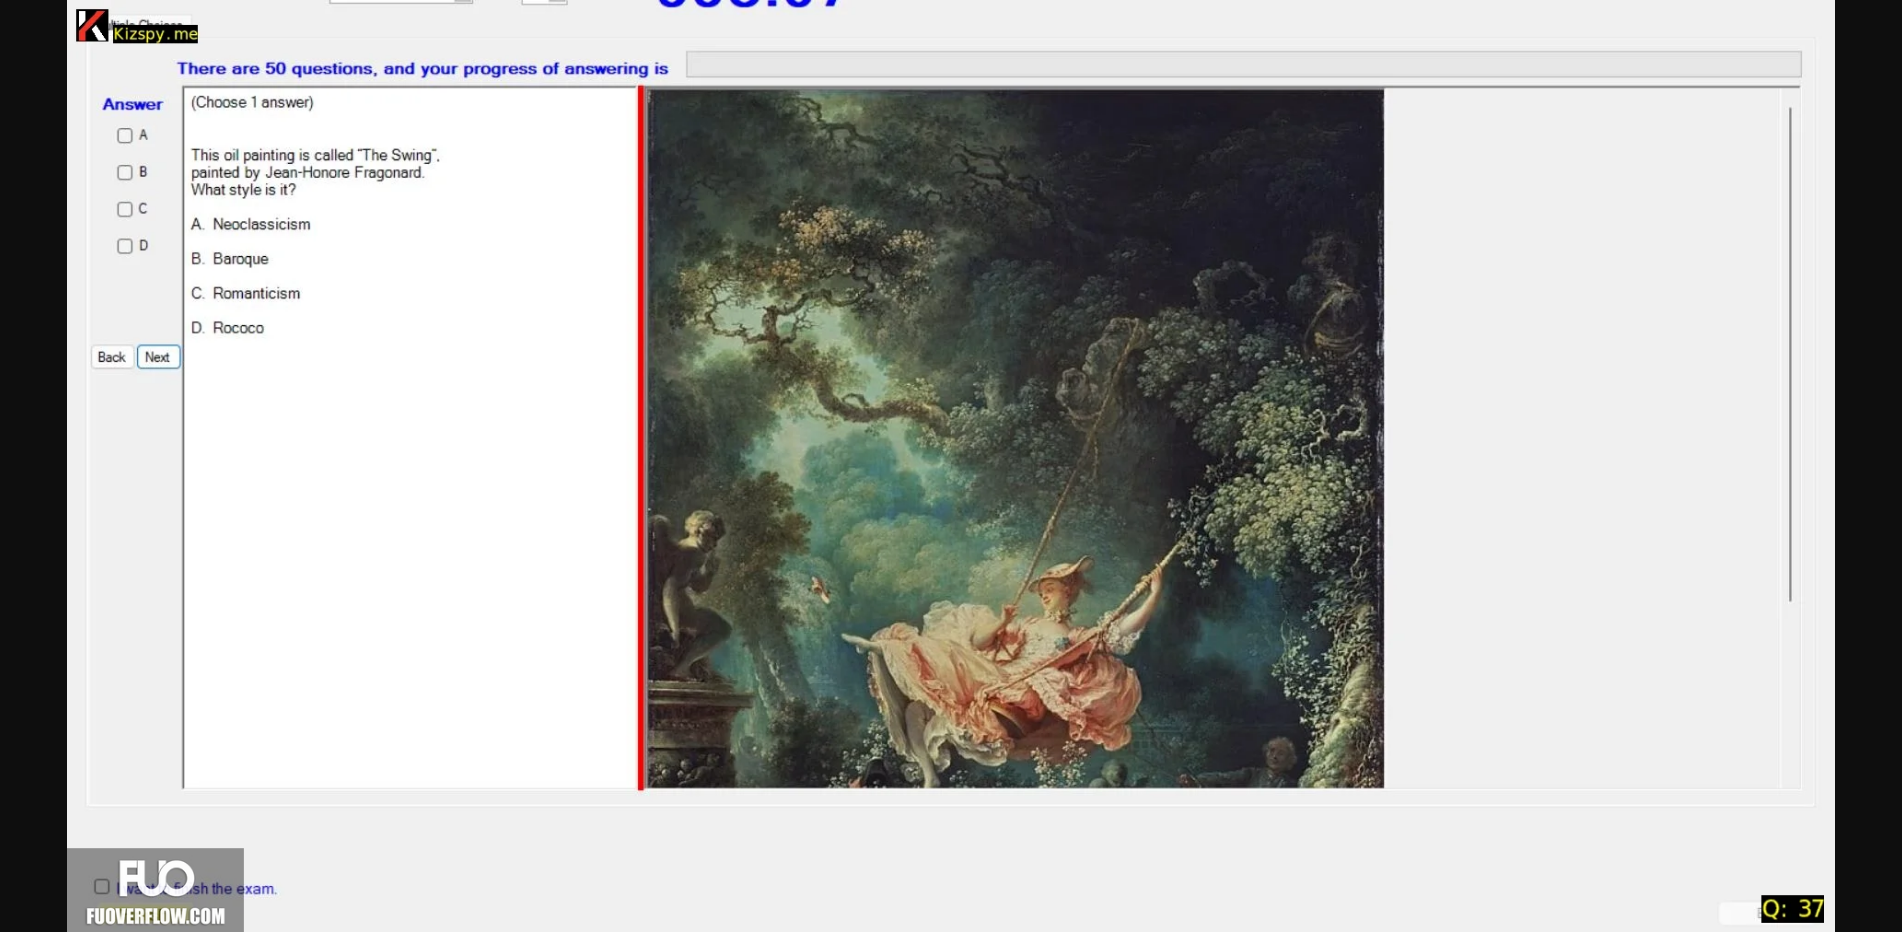 Kizspy.me
There are 50 questions, and your progress of answering is
Answer
A
B
C
D
Back
Next
(Choose 1 answer)
This oil painting is called "The Swing",
painted by Jean-Honore Fragonard.
What style is it?
A. Neoclassicism
B. Baroque
C. Romanticism
D. Rococo
FUO
finish the exam.
FUOVERFLOW.COM
Q: 37